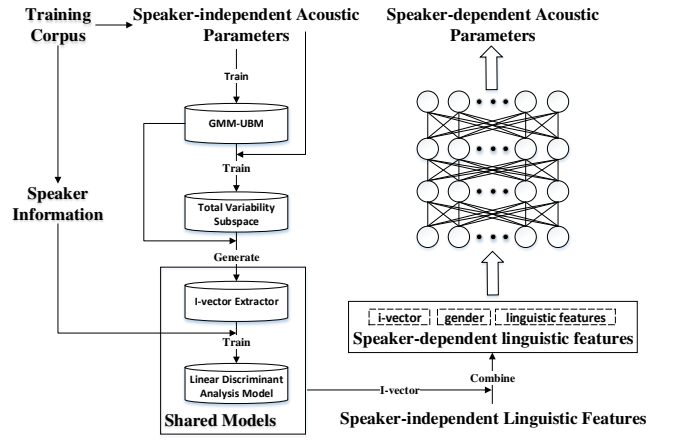 Training
Corpus
Speaker-independent Acoustic
Parameters
Speaker-dependent Acoustic
Parameters
Train
GMM-UBM
Train
Speaker
Information
Total Variability
Subspace
Generate
I-vector Extractor
Train
Linear Discriminant
Analysis Model
Shared Models
i-vector
gender
linguistic features
Speaker-dependent linguistic features
I-vector
Combine
Speaker-independent Linguistic Features